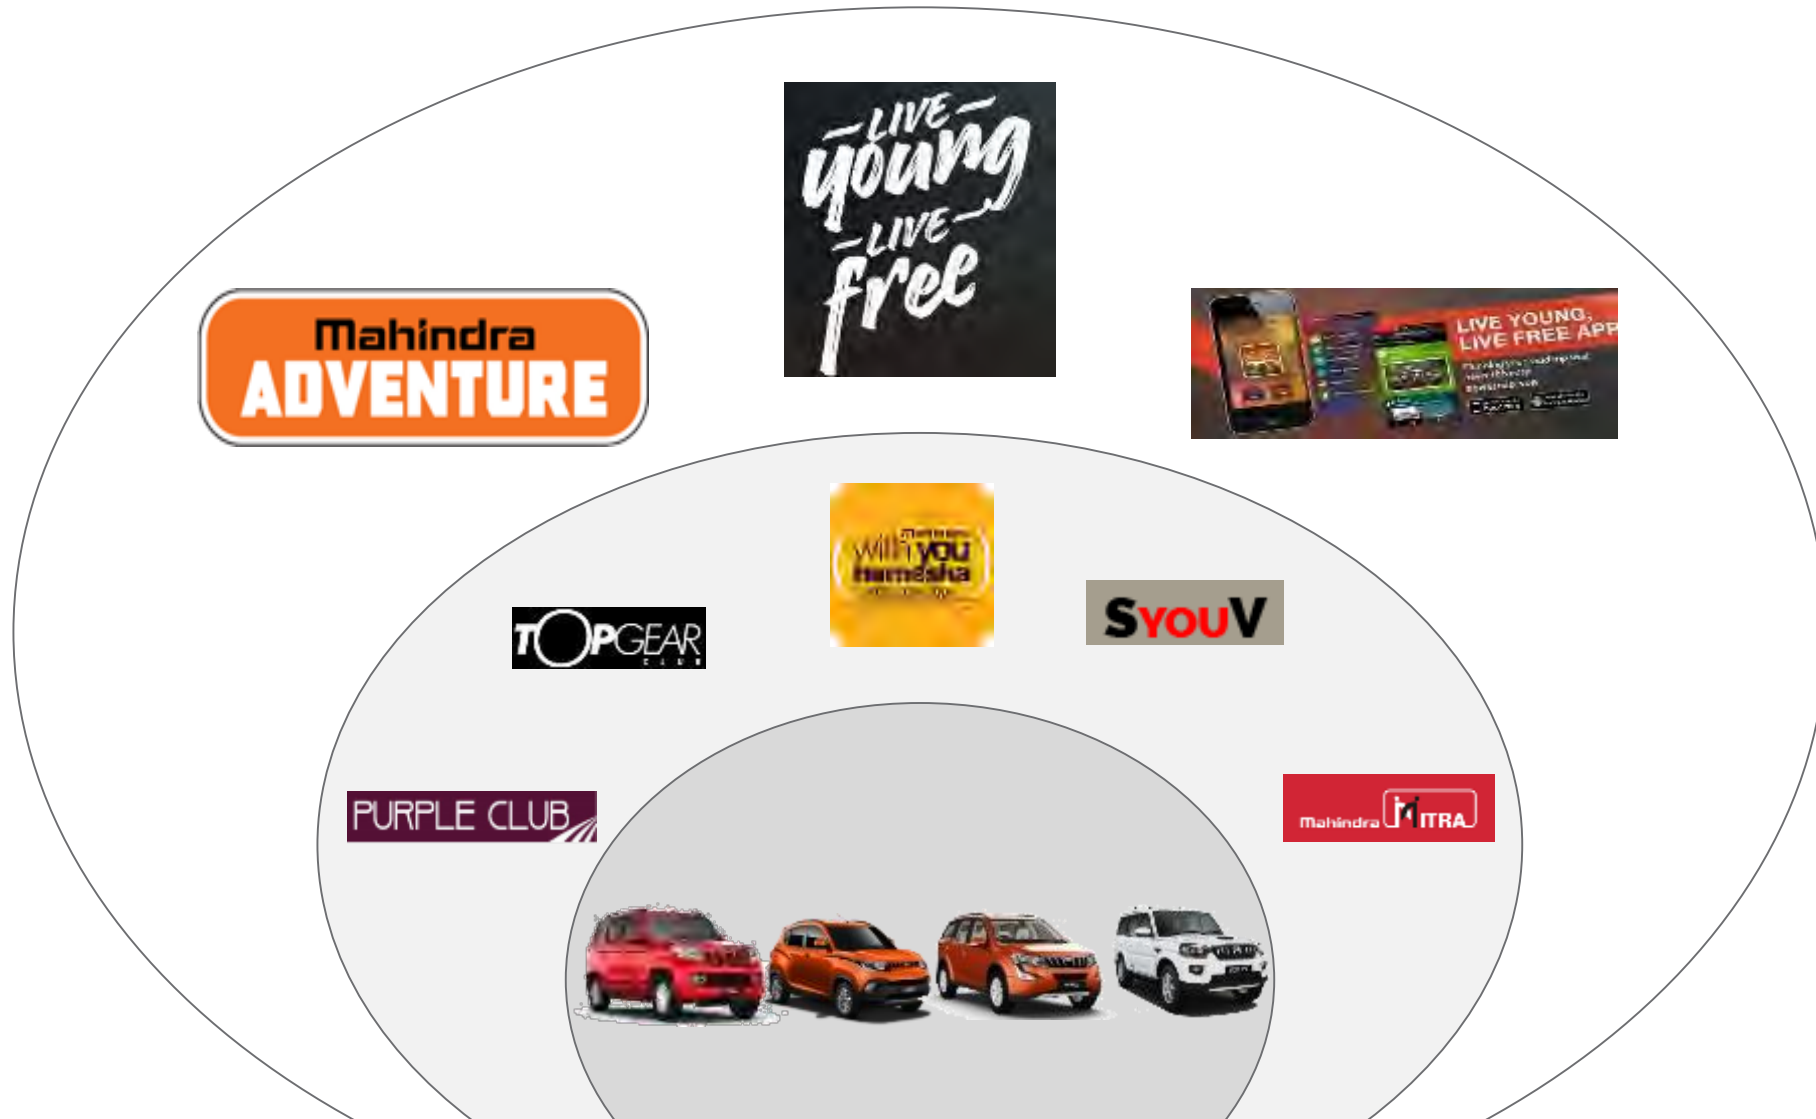 LIVE
young
LIVE
free
Mahindra
ADVENTURE
LIVE YOUNG,
LIVE FREE APP
with you
hamesha
TOPGEAR
CLUB
SYOUV
PURPLE CLUB
Mahindra MITRA